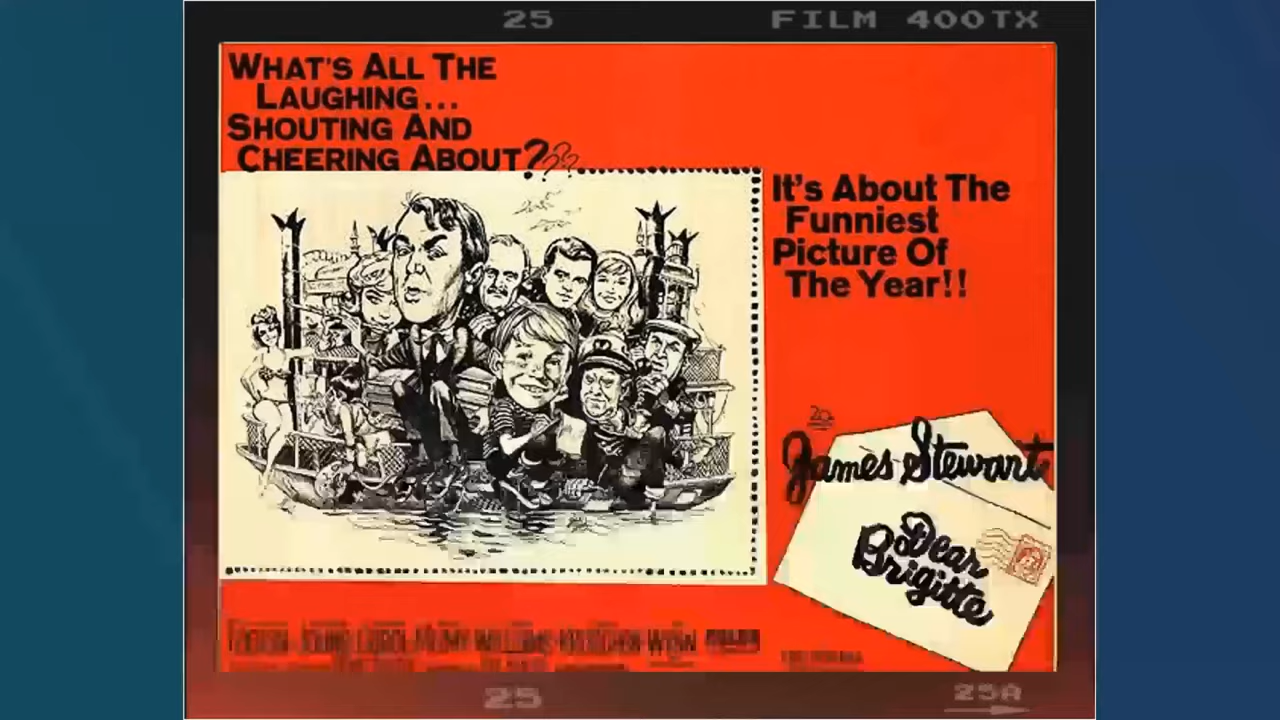 25 FILM 400TX
WHAT'S ALL THE
LAUGHING...
SHOUTING AND
CHEERING ABOUT???
IT'S ABOUT THE
FUNNIEST
PICTURE OF
THE YEAR!!
James Stewart
Dear
Brigitte
25
25A